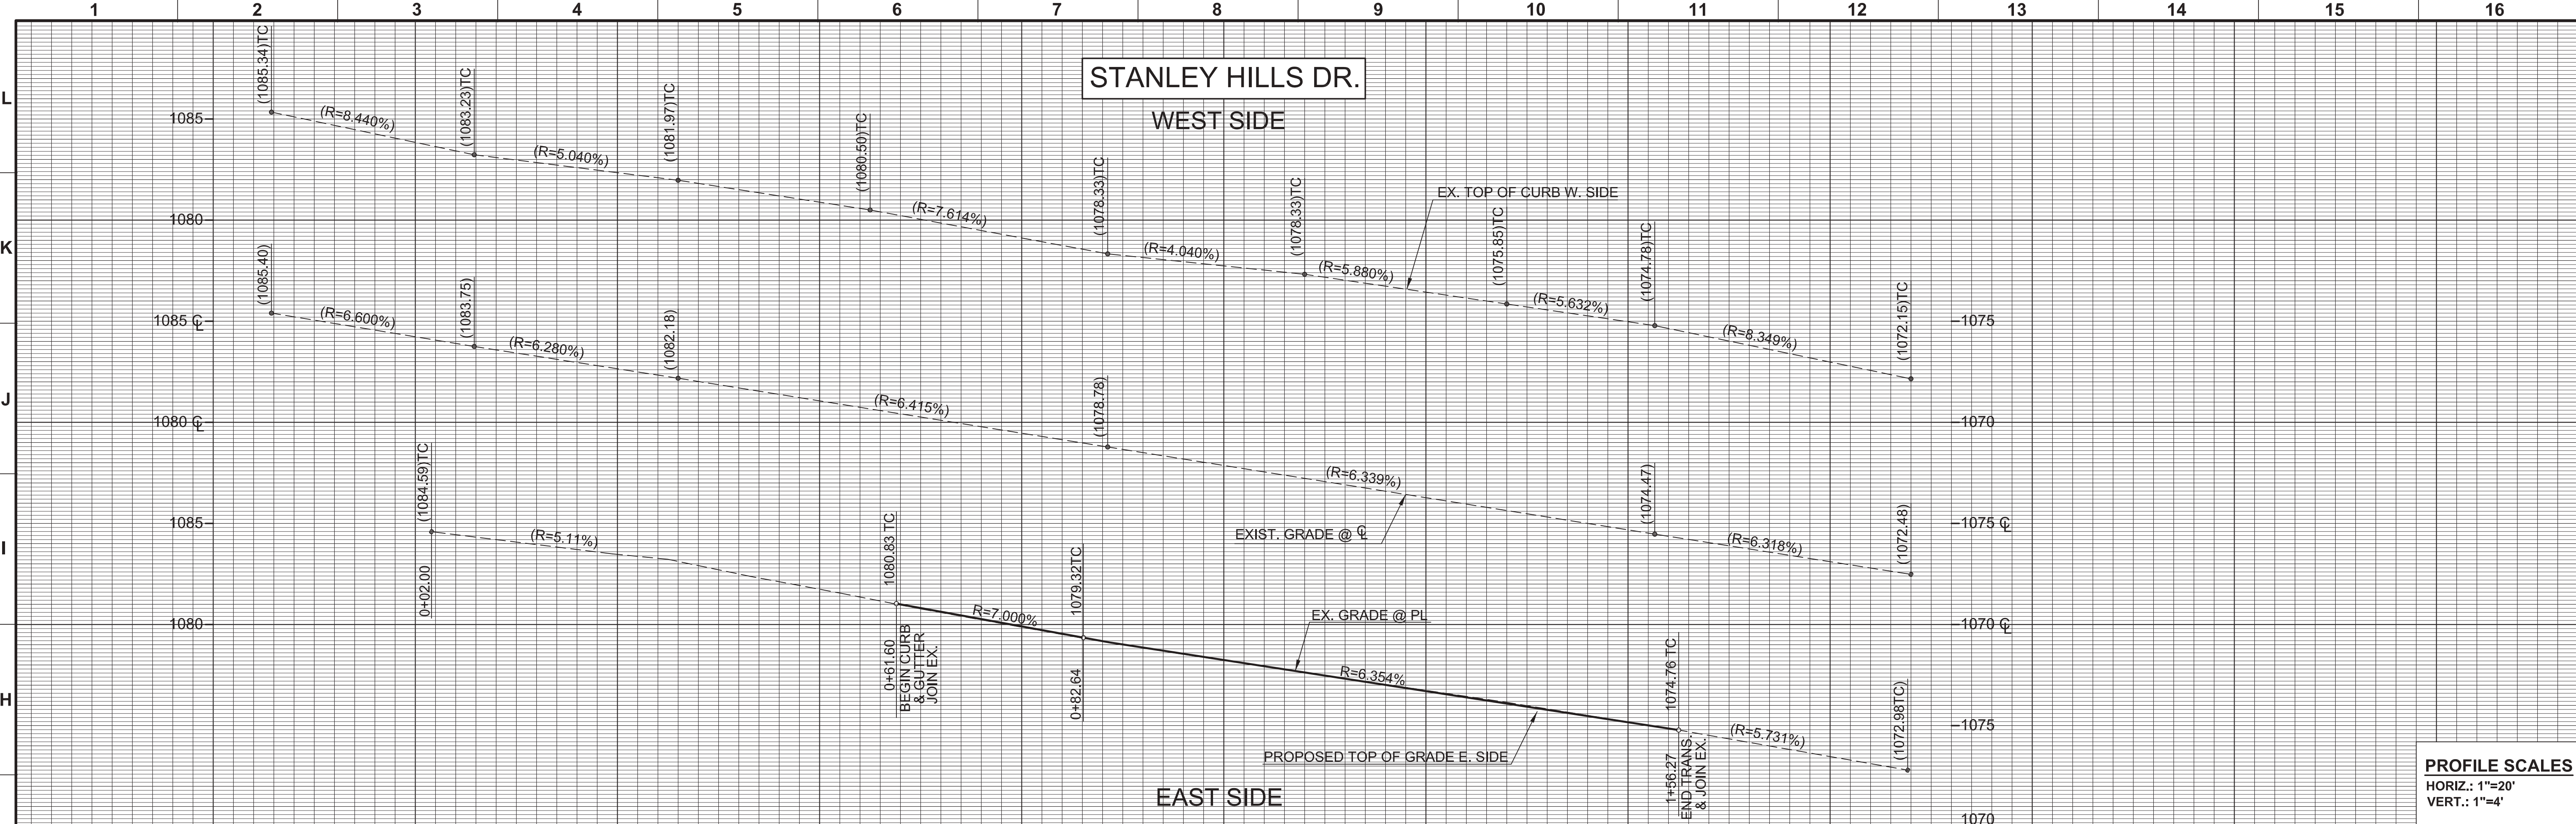 1 2 3 4 5 6 7 8 9 10 11 12 13 14 15 16
STANLEY HILLS DR.
WEST SIDE
L
K
J
I
H
1085
1080
(1085.34)TC
(R=8.440%)
(1083.23)TC
(R=5.040%)
(1081.97)TC
(1080.50)TC
(R=7.614%)
(1078.33)TC
(R=4.040%)
(1078.33)TC
(R=5.880%)
EX. TOP OF CURB W. SIDE
(1075.85)TC
(R=5.632%)
(1074.78)TC
(R=8.349%)
(1072.15)TC
1075
1070
1085 ℄
1080 ℄
(1085.40)
(R=6.600%)
(1083.75)
(R=6.280%)
(1082.18)
(R=6.415%)
(1078.78)
(R=6.339%)
EXIST. GRADE @ ℄
(1074.47)
(R=6.318%)
(1072.48)
1075 ℄
1070 ℄
1085
1080
(1084.59)TC
0+02.00
(R=5.11%)
1080.83 TC
0+61.60
BEGIN CURB
& GUTTER
JOIN EX.
R=7.000%
1079.32TC
0+82.64
EX. GRADE @ PL
R=6.354%
PROPOSED TOP OF GRADE E. SIDE
1074.76 TC
1+56.27
END TRANS.
& JOIN EX.
(R=5.731%)
(1072.98TC)
1075
1070
EAST SIDE
PROFILE SCALES
HORIZ.: 1"=20'
VERT.: 1"=4'